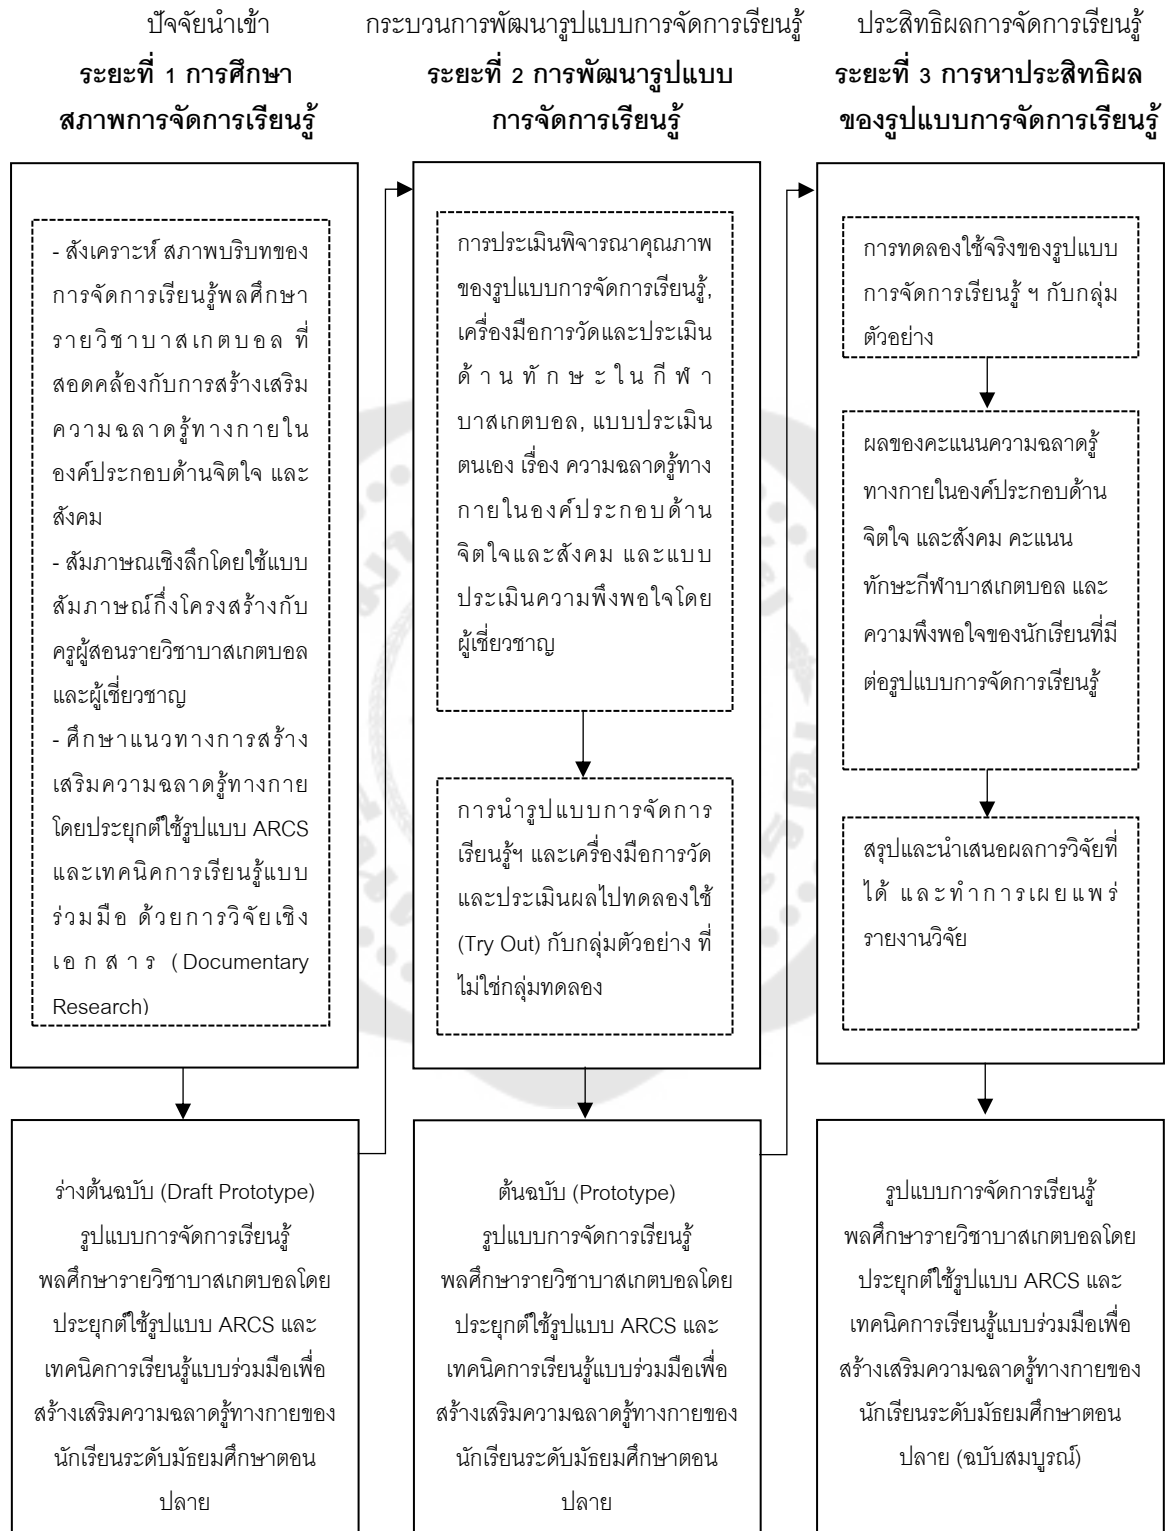 ปัจจัยนำเข้า
ระยะที่ 1 การศึกษา
สภาพการจัดการเรียนรู้
- สังเคราะห์ สภาพบริบทของ
การจัดการเรียนรู้พลศึกษา
รายวิชาบาสเกตบอล ที่
สอดคล้องกับการสร้างเสริม
ความฉลาดรู้ทางกายใน
องค์ประกอบด้านจิตใจ และ
สังคม
- สัมภาษณเชิงลึกโดยใช้แบบ
สัมภาษณ์กึ่งโครงสร้างกับ
ครูผู้สอนรายวิชาบาสเกตบอล
และผู้เชี่ยวชาญ
- ศึกษาแนวทางการสร้าง
เสริมความฉลาดรู้ทางกาย
โดยประยุกต์ใช้รูปแบบ ARCS
และเทคนิคการเรียนรู้แบบ
ร่วมมือ ด้วยการวิจัยเชิง
เอกสาร (Documentary
Research)
ร่างต้นฉบับ (Draft Prototype)
รูปแบบการจัดการเรียนรู้
พลศึกษารายวิชาบาสเกตบอลโดย
ประยุกต์ใช้รูปแบบ ARCS และ
เทคนิคการเรียนรู้แบบร่วมมือเพื่อ
สร้างเสริมความฉลาดรู้ทางกายของ
นักเรียนระดับมัธยมศึกษาตอน
ปลาย
กระบวนการพัฒนารูปแบบการจัดการเรียนรู้
ระยะที่ 2 การพัฒนารูปแบบ
การจัดการเรียนรู้
การประเมินพิจารณาคุณภาพ
ของรูปแบบการจัดการเรียนรู้,
เครื่องมือการวัดและประเมิน
ด้านทักษะในกีฬา
บาสเกตบอล, แบบประเมิน
ตนเอง เรื่อง ความฉลาดรู้ทาง
กายในองค์ประกอบด้าน
จิตใจและสังคม และแบบ
ประเมินความพึงพอใจโดย
ผู้เชี่ยวชาญ
การนำรูปแบบการจัดการ
เรียนรู้ฯ และเครื่องมือการวัด
และประเมินผลไปทดลองใช้
(Try Out) กับกลุ่มตัวอย่าง ที่
ไม่ใช่กลุ่มทดลอง
ต้นฉบับ (Prototype)
รูปแบบการจัดการเรียนรู้
พลศึกษารายวิชาบาสเกตบอลโดย
ประยุกต์ใช้รูปแบบ ARCS และ
เทคนิคการเรียนรู้แบบร่วมมือเพื่อ
สร้างเสริมความฉลาดรู้ทางกายของ
นักเรียนระดับมัธยมศึกษาตอน
ปลาย
ประสิทธิผลการจัดการเรียนรู้
ระยะที่ 3 การหาประสิทธิผล
ของรูปแบบการจัดการเรียนรู้
การทดลองใช้จริงของรูปแบบ
การจัดการเรียนรู้ ฯ กับกลุ่ม
ตัวอย่าง
ผลของคะแนนความฉลาดรู้
ทางกายในองค์ประกอบด้าน
จิตใจ และสังคม คะแนน
ทักษะกีฬาบาสเกตบอล และ
ความพึงพอใจของนักเรียนที่มี
ต่อรูปแบบการจัดการเรียนรู้
สรุปและนำเสนอผลการวิจัยที่
ได้ และทำการเผยแพร่
รายงานวิจัย
รูปแบบการจัดการเรียนรู้
พลศึกษารายวิชาบาสเกตบอลโดย
ประยุกต์ใช้รูปแบบ ARCS และ
เทคนิคการเรียนรู้แบบร่วมมือเพื่อ
สร้างเสริมความฉลาดรู้ทางกายของ
นักเรียนระดับมัธยมศึกษาตอน
ปลาย (ฉบับสมบูรณ์)